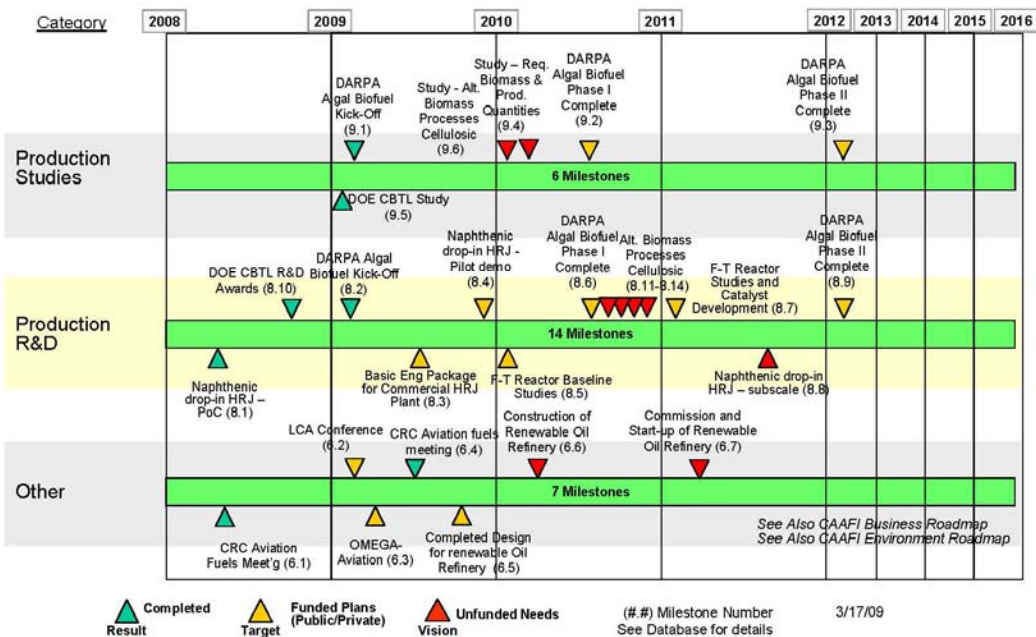 Category
2008
2009
2010
2011
2012
2013
2014
2015
2016
DARPA
Algal Biofuel
Kick-Off
(9.1)
Study - Alt.
Biomass
Processes
Cellulosic
(9.6)
Study – Req.
Biomass &
Prod.
Quantities
(9.4)
DARPA
Algal Biofuel
Phase I
Complete
(9.2)
DARPA
Algal Biofuel
Phase II
Complete
(9.3)
Production
Studies
6 Milestones
DOE CBTL Study
(9.5)
DOE CBTL R&D
Awards (8.10)
DARPA Algal
Biofuel Kick-Off
(8.2)
Naphthenic
drop-in HRJ -
Pilot demo
(8.4)
DARPA
Algal Biofuel
Phase I
Complete
(8.6)
Alt. Biomass
Processes
Cellulosic
(8.11-8.14)
F-T Reactor
Studies and
Catalyst
Development (8.7)
DARPA
Algal Biofuel
Phase II
Complete
(8.9)
Production
R&D
14 Milestones
Naphthenic
drop-in HRJ –
PoC (8.1)
Basic Eng Package
for Commercial HRJ
Plant (8.3)
F-T Reactor Baseline
Studies (8.5)
Naphthenic drop-in
HRJ – subscale (8.8)
LCA Conference
(6.2)
CRC Aviation fuels
meeting (6.4)
Construction of
Renewable Oil
Refinery (6.6)
Commission and
Start-up of Renewable
Oil Refinery (6.7)
Other
7 Milestones
CRC Aviation
Fuels Meet'g (6.1)
OMEGA-
Aviation (6.3)
Completed Design
for renewable Oil
Refinery (6.5)
See Also CAAFI Business Roadmap
See Also CAAFI Environment Roadmap
Completed
Result
Funded Plans
(Public/Private)
Target
Unfunded Needs
Vision
(#.#) Milestone Number
See Database for details
3/17/09